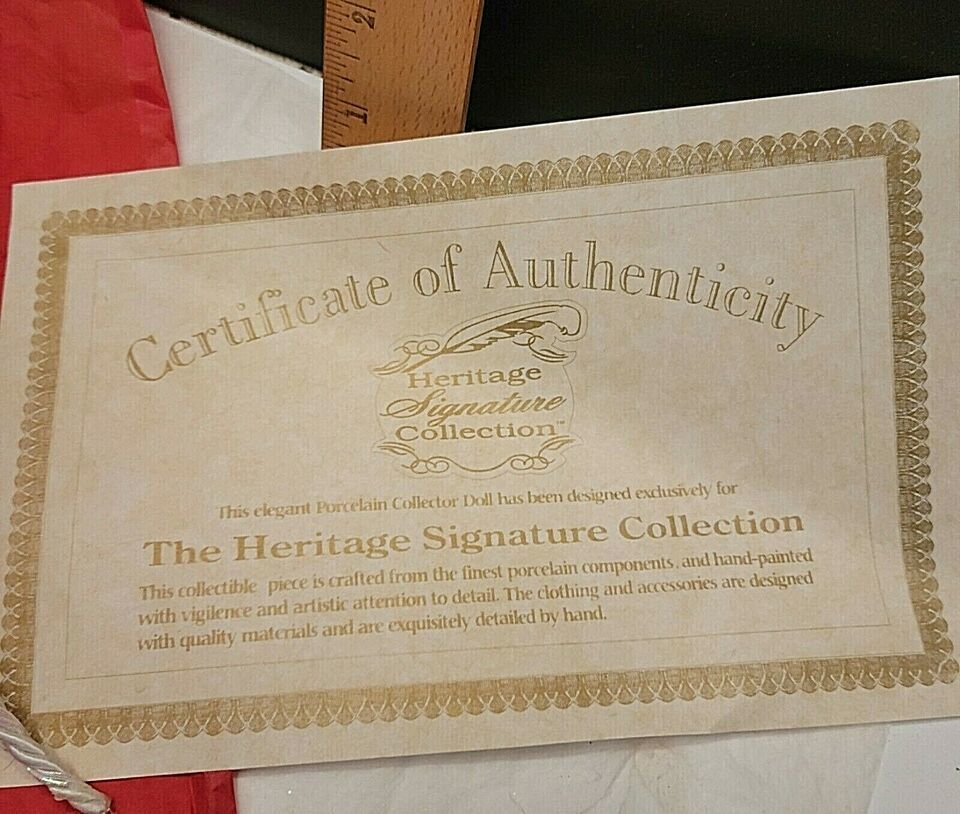 2
1
Certificate of Authenticity
Heritage
Signature
Collection™
This elegant Porcelain Collector Doll has been designed exclusively for
The Heritage Signature Collection
This collectible piece is crafted from the finest porcelain components, and hand-painted
with vigilence and artistic attention to detail. The clothing and accessories are designed
with quality materials and are exquisitely detailed by hand.